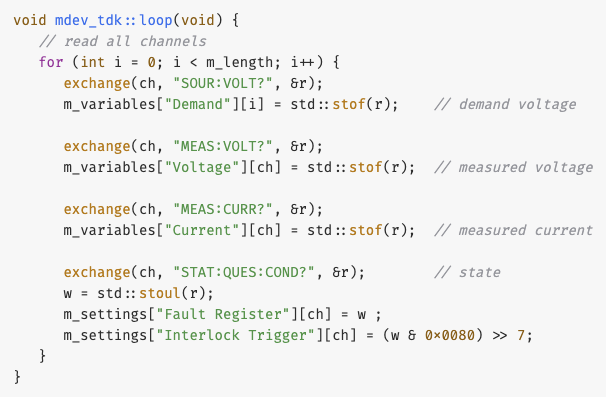 void mdev_tdk::loop(void) {
   // read all channels
   for (int i = 0; i < m_length; i++) {
      exchange(ch, "SOUR:VOLT?", &r);
      m_variables["Demand"][i] = std::stof(r);    // demand voltage

      exchange(ch, "MEAS:VOLT?", &r);
      m_variables["Voltage"][ch] = std::stof(r);  // measured voltage

      exchange(ch, "MEAS:CURR?", &r);
      m_variables["Current"][ch] = std::stof(r);  // measured current

      exchange(ch, "STAT:QUES:COND?", &r);        // state
      w = std::stoul(r);
      m_settings["Fault Register"][ch] = w ;
      m_settings["Interlock Trigger"][ch] = (w & 0x0080) >> 7;
   }
}